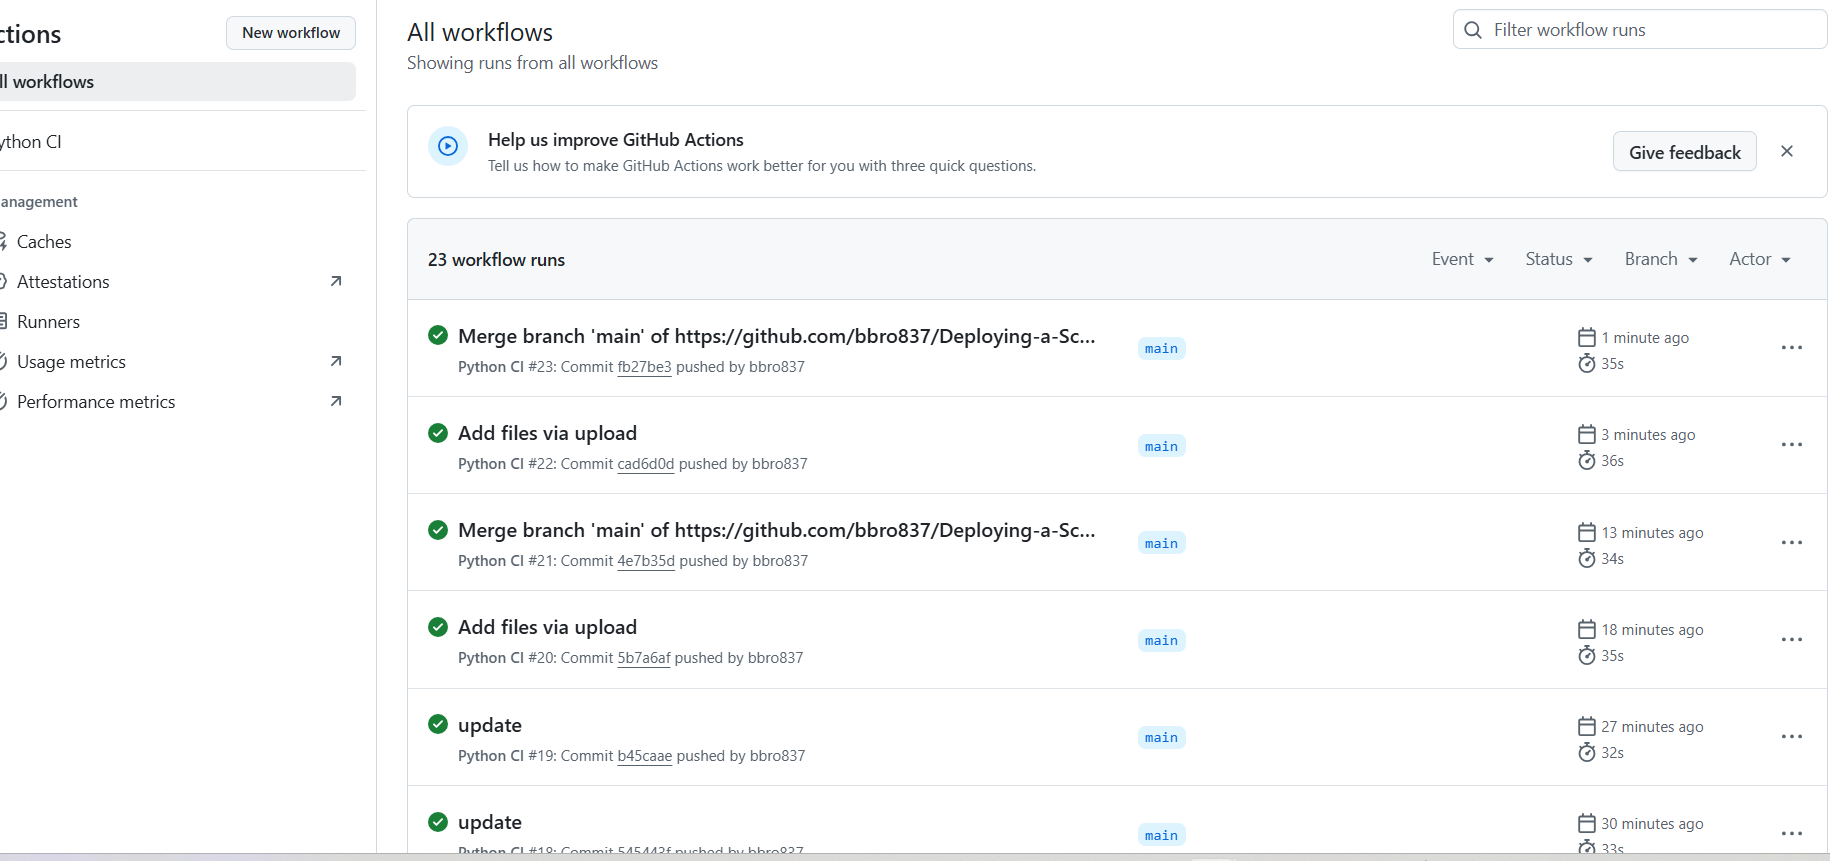 ctions
New workflow
ll workflows
ython CI
anagement
Caches
Attestations
Runners
Usage metrics
Performance metrics
All workflows
Showing runs from all workflows
Filter workflow runs
Help us improve GitHub Actions
Tell us how to make GitHub Actions work better for you with three quick questions.
Give feedback
23 workflow runs
Event
Status
Branch
Actor
Merge branch 'main' of https://github.com/bbro837/Deploying-a-Sc...
Python CI #23: Commit fb27be3 pushed by bbro837
main
1 minute ago
35s
Add files via upload
Python CI #22: Commit cad6d0d pushed by bbro837
main
3 minutes ago
36s
Merge branch 'main' of https://github.com/bbro837/Deploying-a-Sc...
Python CI #21: Commit 4e7b35d pushed by bbro837
main
13 minutes ago
34s
Add files via upload
Python CI #20: Commit 5b7a6af pushed by bbro837
main
18 minutes ago
35s
update
Python CI #19: Commit b45caae pushed by bbro837
main
27 minutes ago
32s
update
Python CI #18: Commit 545443f pushed by bbro837
main
30 minutes ago
33s